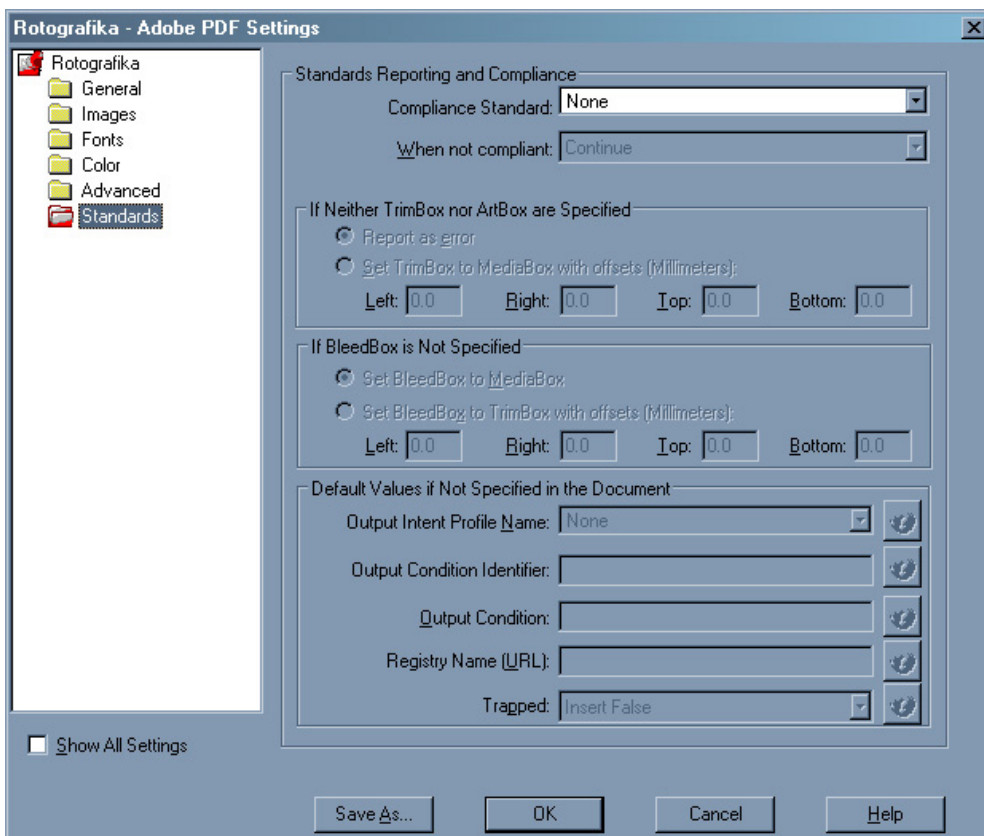 Rotografika - Adobe PDF Settings
Rotografika
General
Images
Fonts
Color
Advanced
Standards
Show All Settings
Standards Reporting and Compliance
Compliance Standard: None
When not compliant: Continue
If Neither TrimBox nor ArtBox are Specified
Report as error
Set TrimBox to MediaBox with offsets (Millimeters):
Left: 0.0 Right: 0.0 Top: 0.0 Bottom: 0.0
If BleedBox is Not Specified
Set BleedBox to MediaBox
Set BleedBox to TrimBox with offsets (Millimeters):
Left: 0.0 Right: 0.0 Top: 0.0 Bottom: 0.0
Default Values if Not Specified in the Document
Output Intent Profile Name: None
Output Condition Identifier:
Output Condition:
Registry Name (URL):
Trapped: Insert False
Save As... OK Cancel Help